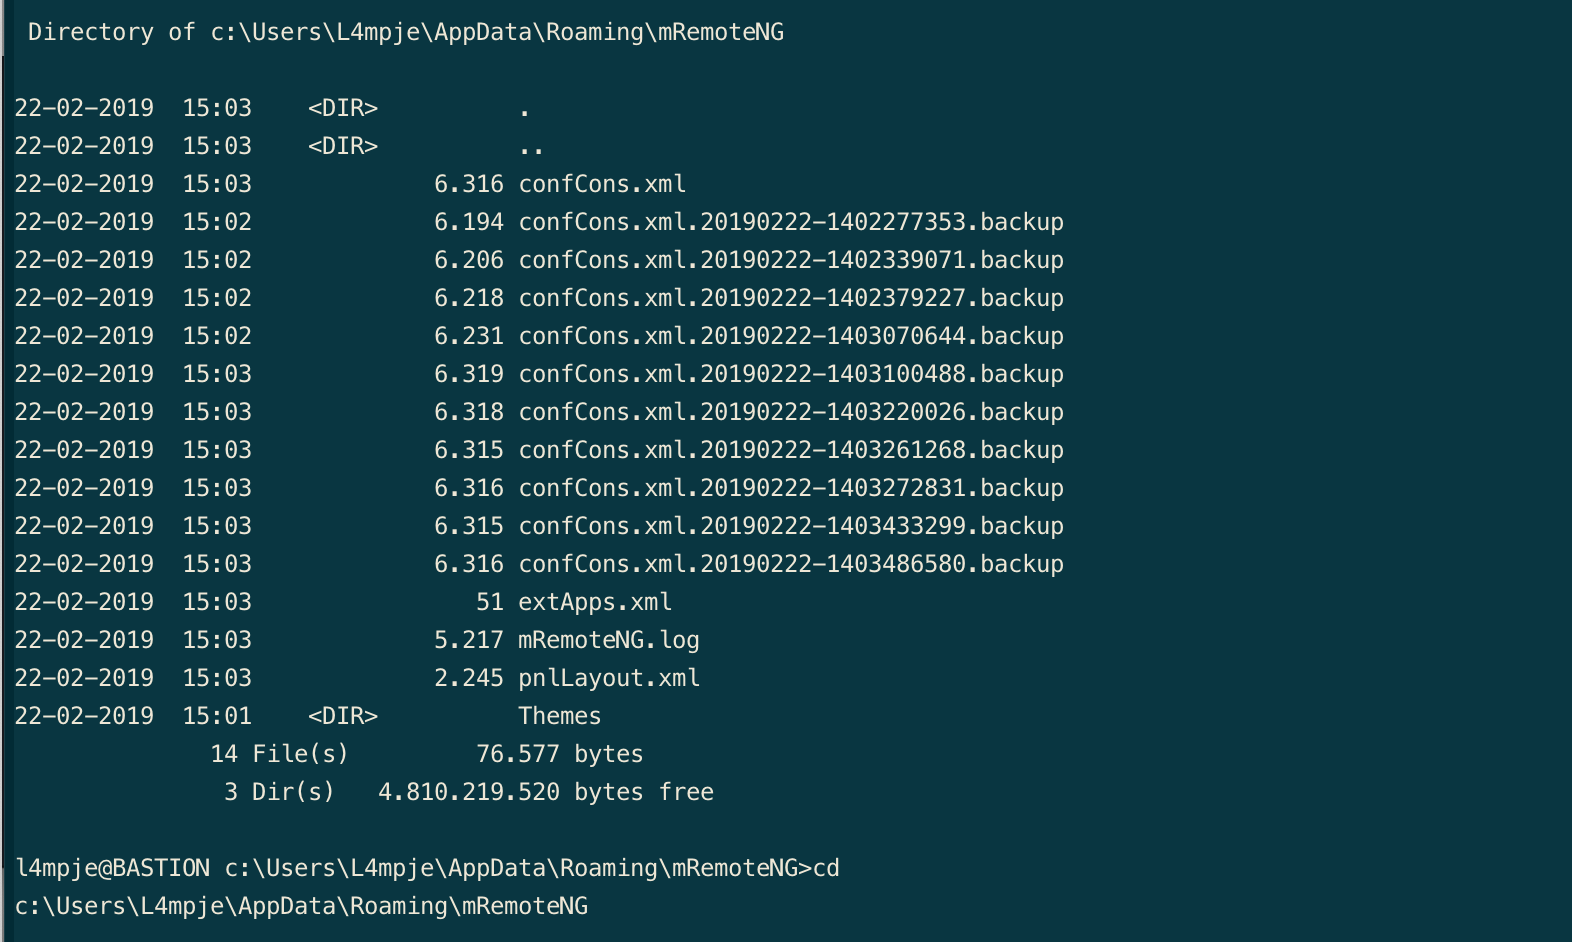 Directory of c:\Users\L4mpje\AppData\Roaming\mRemoteNG
22-02-2019  15:03    <DIR>          .
22-02-2019  15:03    <DIR>          ..
22-02-2019  15:03             6.316 confCons.xml
22-02-2019  15:02             6.194 confCons.xml.20190222-1402277353.backup
22-02-2019  15:02             6.206 confCons.xml.20190222-1402339071.backup
22-02-2019  15:02             6.218 confCons.xml.20190222-1402379227.backup
22-02-2019  15:02             6.231 confCons.xml.20190222-1403070644.backup
22-02-2019  15:03             6.319 confCons.xml.20190222-1403100488.backup
22-02-2019  15:03             6.318 confCons.xml.20190222-1403220026.backup
22-02-2019  15:03             6.315 confCons.xml.20190222-1403261268.backup
22-02-2019  15:03             6.316 confCons.xml.20190222-1403272831.backup
22-02-2019  15:03             6.315 confCons.xml.20190222-1403433299.backup
22-02-2019  15:03             6.316 confCons.xml.20190222-1403486580.backup
22-02-2019  15:03                51 extApps.xml
22-02-2019  15:03             5.217 mRemoteNG.log
22-02-2019  15:03             2.245 pnlLayout.xml
22-02-2019  15:01    <DIR>          Themes
              14 File(s)         76.577 bytes
               3 Dir(s)   4.810.219.520 bytes free
l4mpje@BASTION c:\Users\L4mpje\AppData\Roaming\mRemoteNG>cd
c:\Users\L4mpje\AppData\Roaming\mRemoteNG